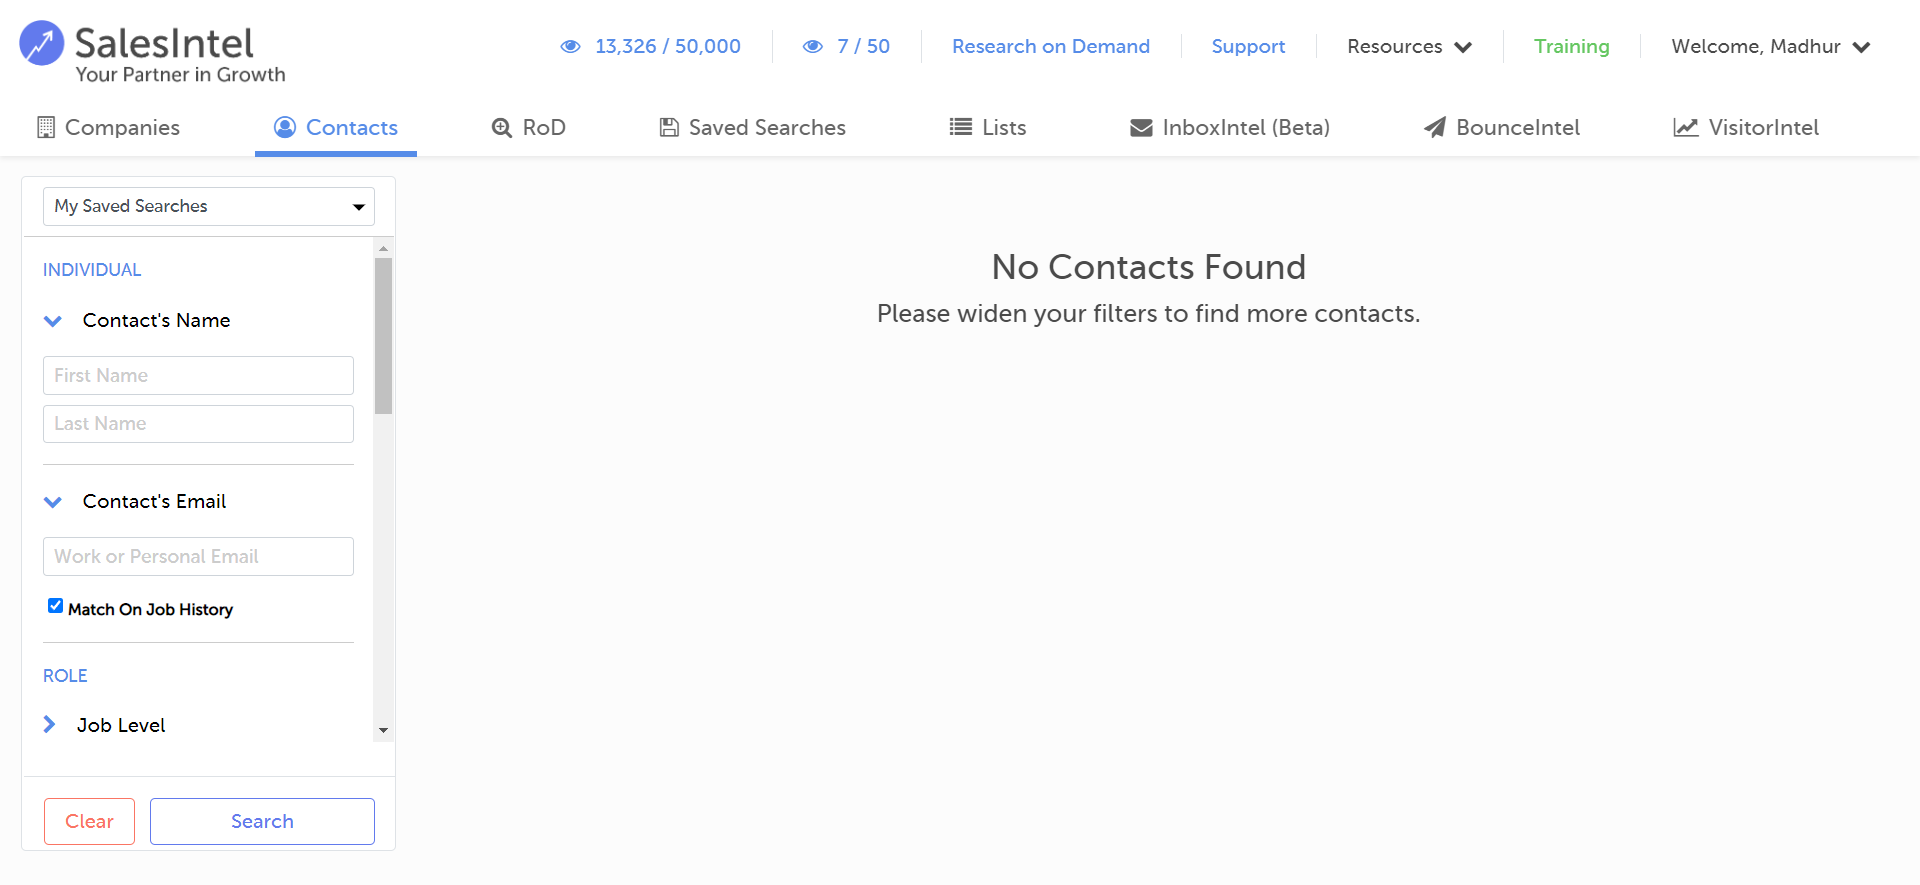 SalesIntel
Your Partner in Growth
13,326 / 50,000
7 / 50
Research on Demand
Support
Resources
Training
Welcome, Madhur
Companies
Contacts
RoD
Saved Searches
Lists
InboxIntel (Beta)
BounceIntel
VisitorIntel
My Saved Searches
INDIVIDUAL
Contact's Name
First Name
Last Name
Contact's Email
Work or Personal Email
Match On Job History
ROLE
Job Level
Clear
Search
No Contacts Found
Please widen your filters to find more contacts.